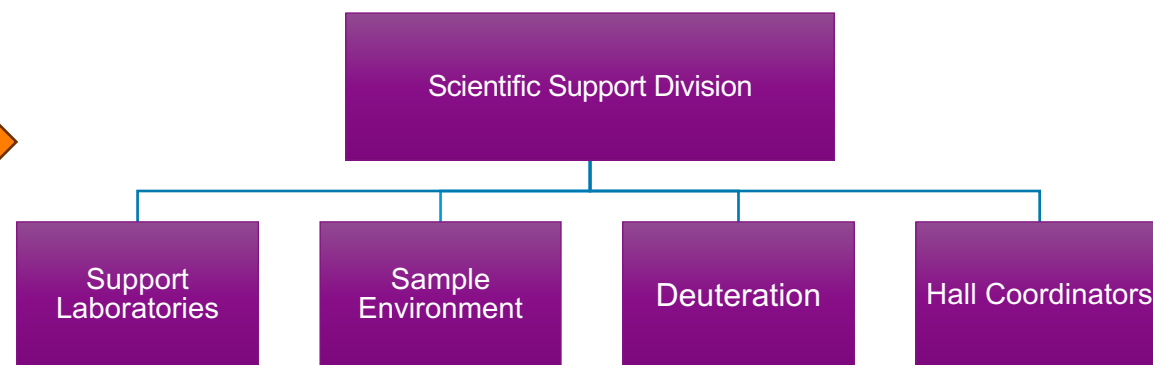 Scientific Support Division
Support
Laboratories
Sample
Environment
Deuteration
Hall Coordinators